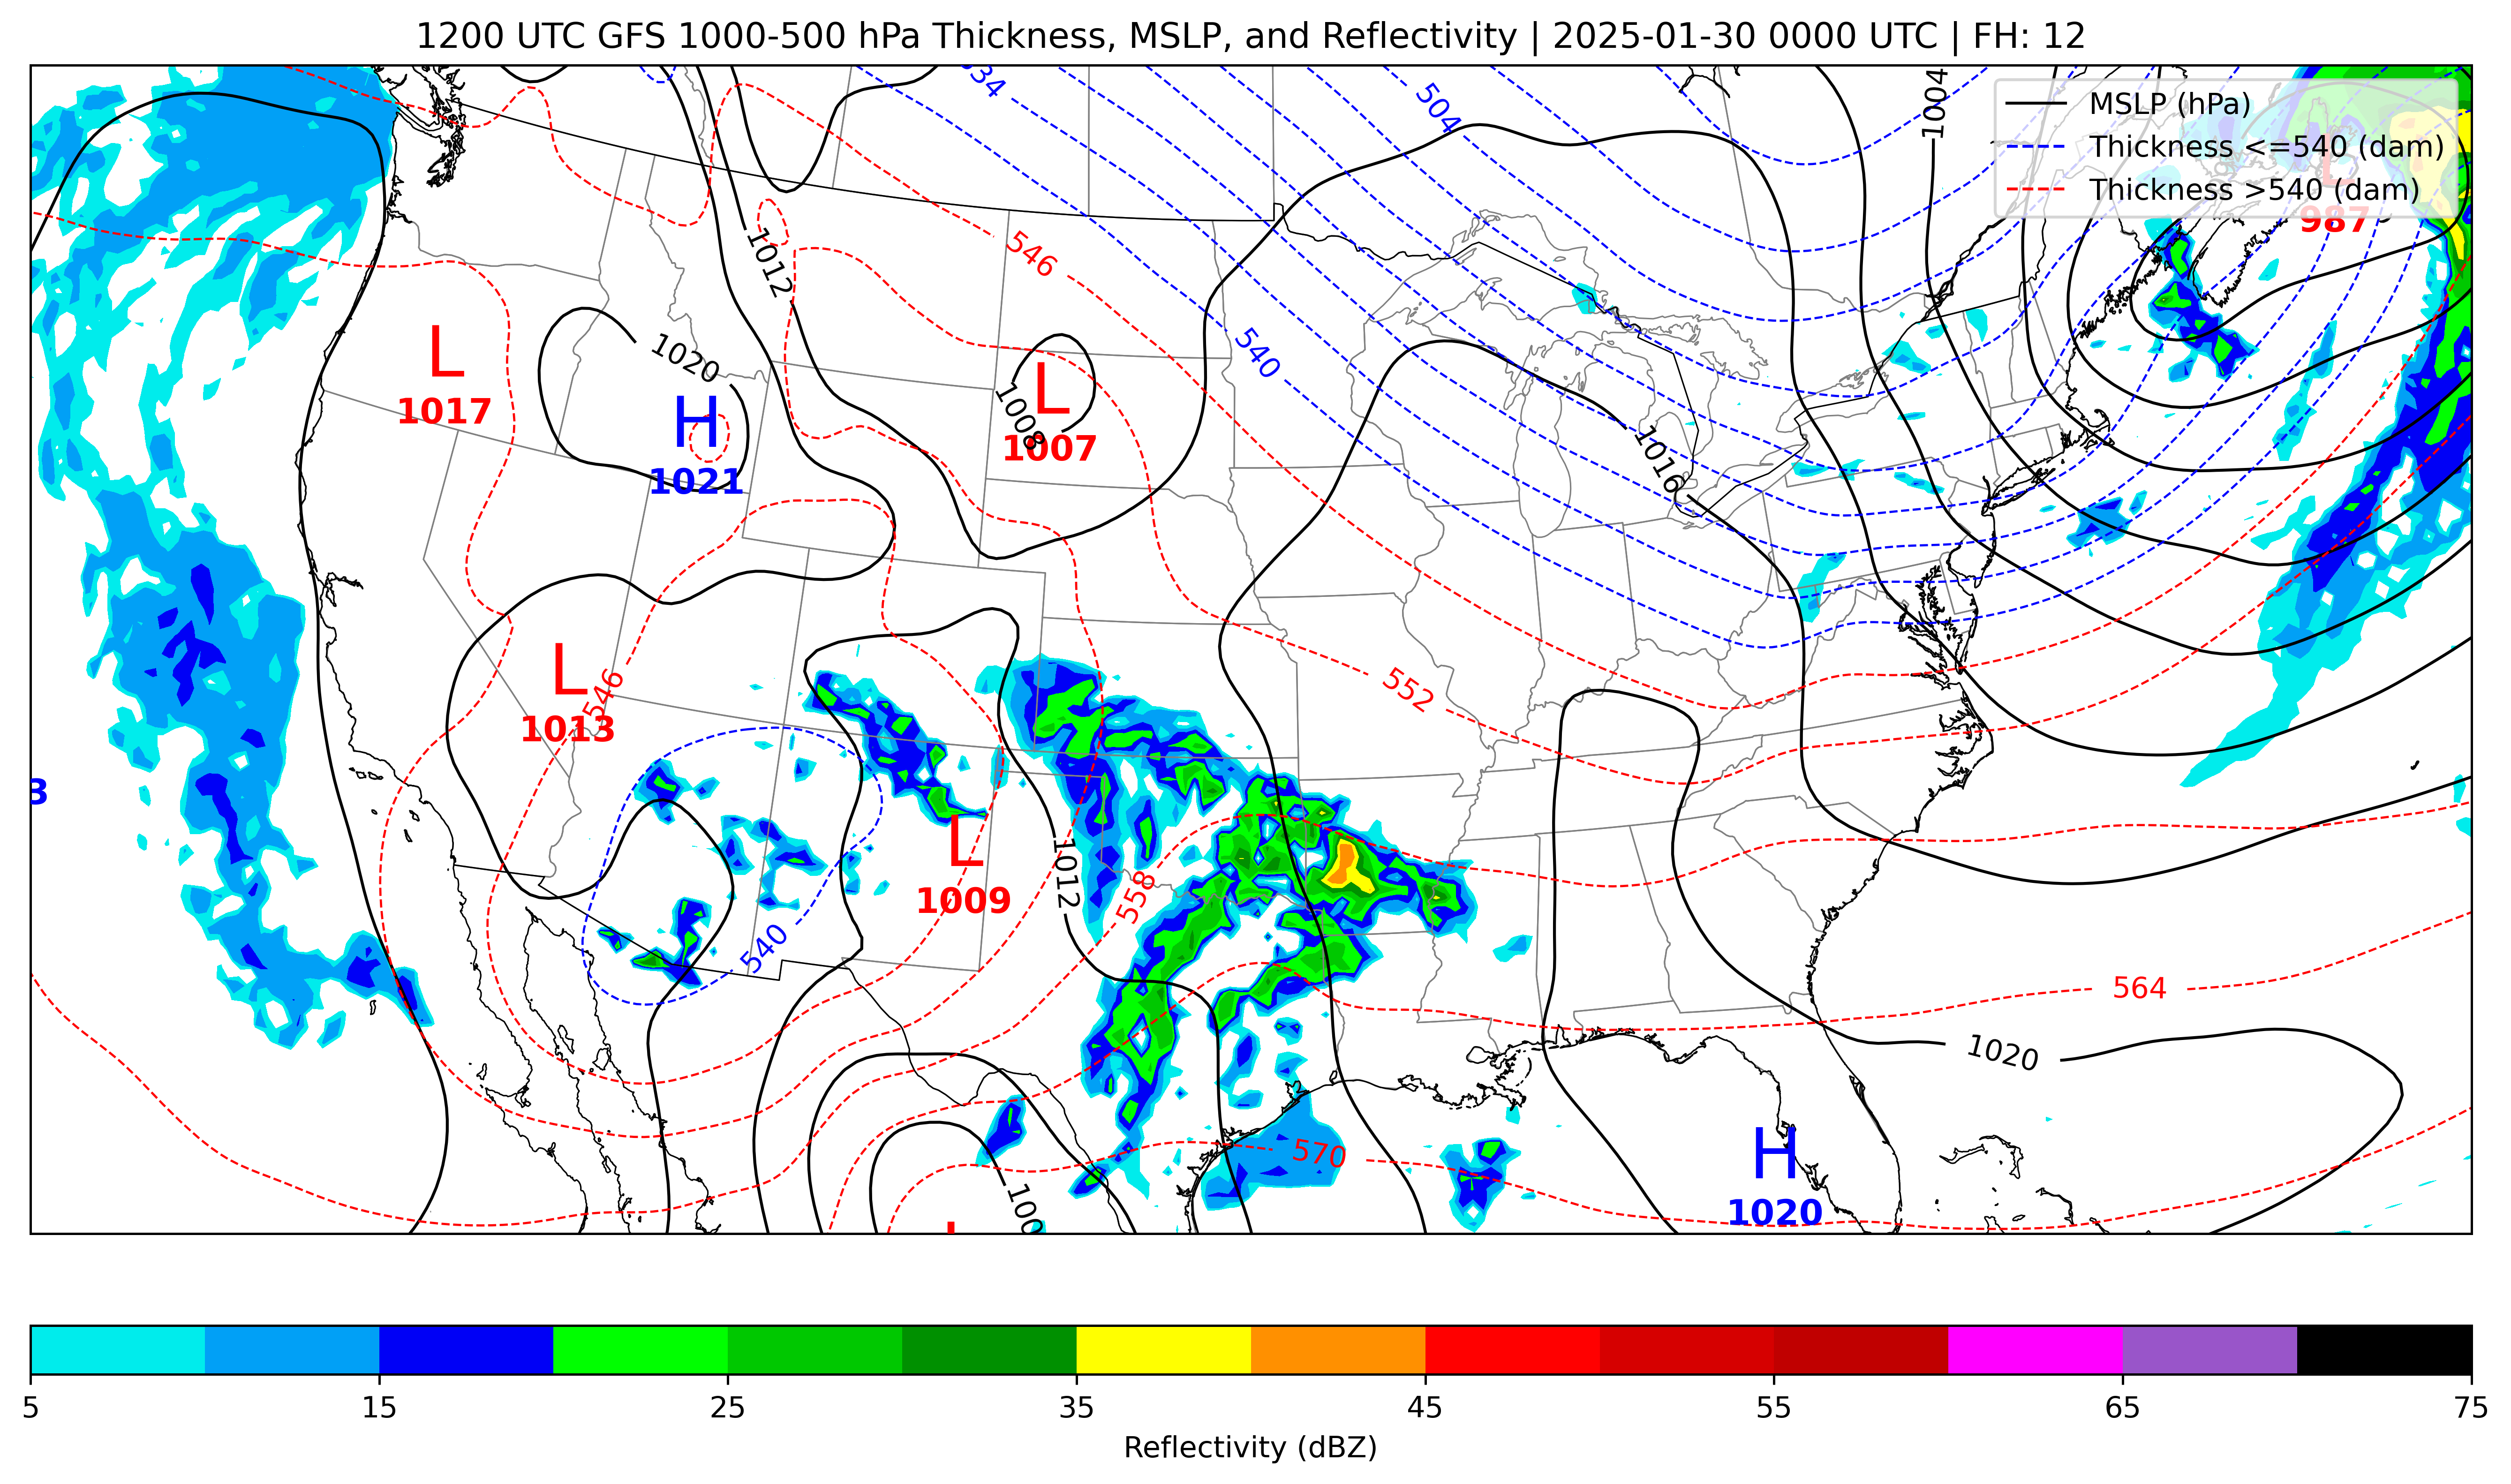 1200 UTC GFS 1000-500 hPa Thickness, MSLP, and Reflectivity | 2025-01-30 0000 UTC | FH: 12
MSLP (hPa)
Thickness <=540 (dam)
Thickness >540 (dam)
504
1004
987
1012
546
540
L
1017
1020
H
1021
L
1008
1007
1016
L
1013
546
552
L
1009
1012
558
540
564
1020
570
H
1020
5 15 25 35 45 55 65 75
Reflectivity (dBZ)